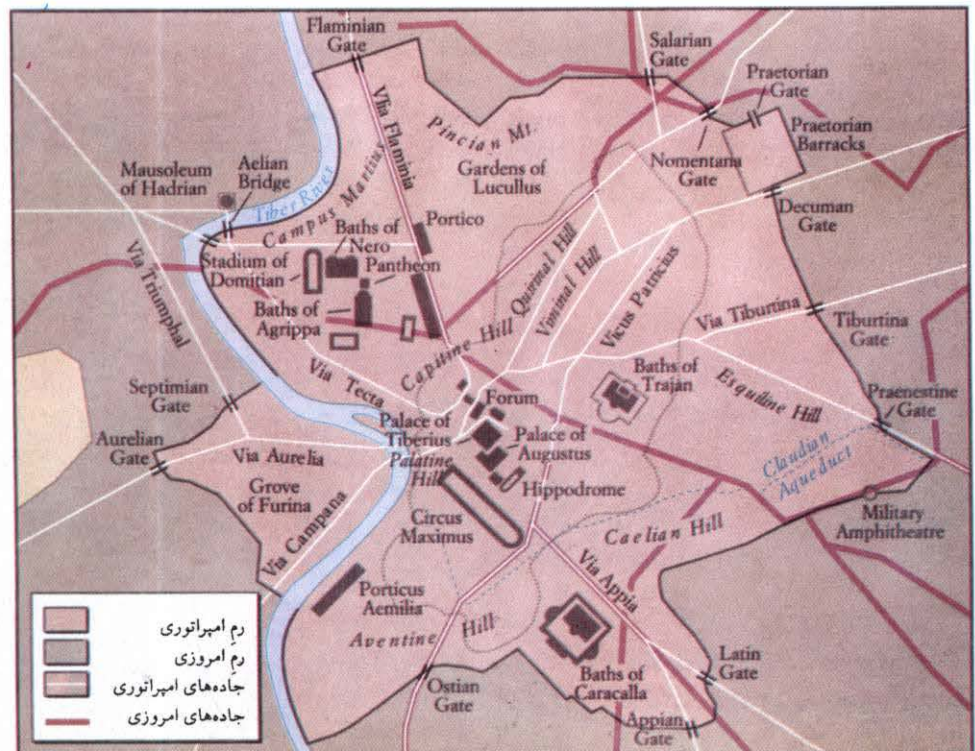 Flaminian
Gate
Salarian
Gate
Praetorian
Gate
Praetorian
Barracks
Via Flaminia
Pincian Mt.
Gardens of
Lucullus
Nomentana
Gate
Mausoleum
of Hadrian
Aelian
Bridge
Tiber River
Campus Martius
Portico
Decuman
Gate
Baths of
Nero
Stadium of
Domitian
Pantheon
Baths of
Agrippa
Via Triumphal
Quirinal Hill
Viminal Hall
Vicus Patricius
Via Tiburtina
Tiburtina
Gate
Capiline Hill
Via Tecta
Septimian
Gate
Forum
Baths of
Trajan
Eiquiline Hill
Praenestine
Gate
Palace of
Tiberius
Palace of
Augustus
Aurelian
Gate
Via Aurelia
Palatine
Hill
Hippodrome
Claudian
Aqueduct
Grove
of Furina
Circus
Maximus
Caelian Hill
Military
Amphitheatre
Via Campana
Via Appia
Porticus
Aemilia
Aventine Hill
Baths of
Caracalla
Latin
Gate
Ostian
Gate
Appian
Gate
رمِ امپراتوری
رمِ امروزی
جاده‌های امپراتوری
جاده‌های امروزی